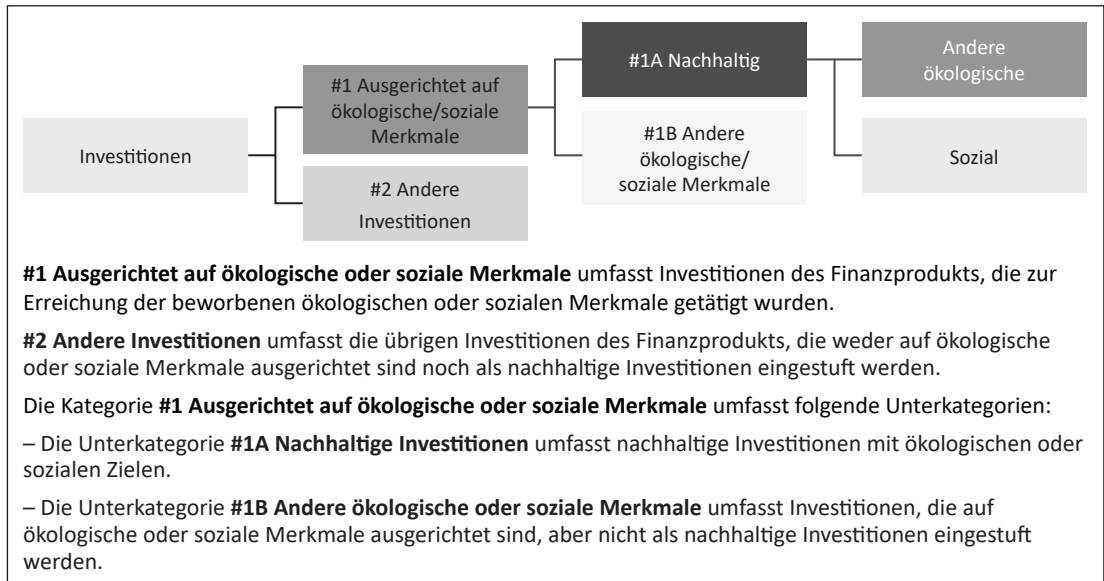 Investitionen
#1 Ausgerichtet auf
ökologische/soziale
Merkmale
#2 Andere
Investitionen
#1A Nachhaltig
#1B Andere
ökologische/
soziale Merkmale
Andere
ökologische
Sozial
#1 Ausgerichtet auf ökologische oder soziale Merkmale umfasst Investitionen des Finanzprodukts, die zur
Erreichung der beworbenen ökologischen oder sozialen Merkmale getätigt wurden.
#2 Andere Investitionen umfasst die übrigen Investitionen des Finanzprodukts, die weder auf ökologische
oder soziale Merkmale ausgerichtet sind noch als nachhaltige Investitionen eingestuft werden.
Die Kategorie #1 Ausgerichtet auf ökologische oder soziale Merkmale umfasst folgende Unterkategorien:
– Die Unterkategorie #1A Nachhaltige Investitionen umfasst nachhaltige Investitionen mit ökologischen oder
sozialen Zielen.
– Die Unterkategorie #1B Andere ökologische oder soziale Merkmale umfasst Investitionen, die auf
ökologische oder soziale Merkmale ausgerichtet sind, aber nicht als nachhaltige Investitionen eingestuft
werden.